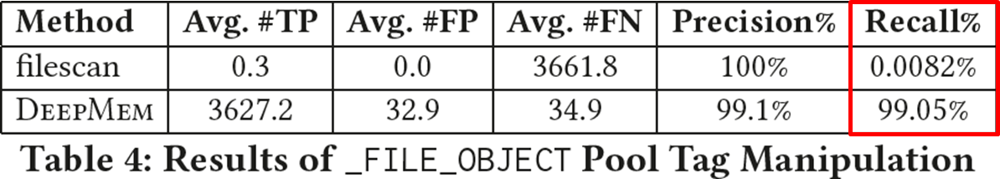 Method Avg. #TP Avg. #FP Avg. #FN Precision% Recall%
filescan 0.3 0.0 3661.8 100% 0.0082%
DEEPMEM 3627.2 32.9 34.9 99.1% 99.05%
Table 4: Results of _FILE_OBJECT Pool Tag Manipulation